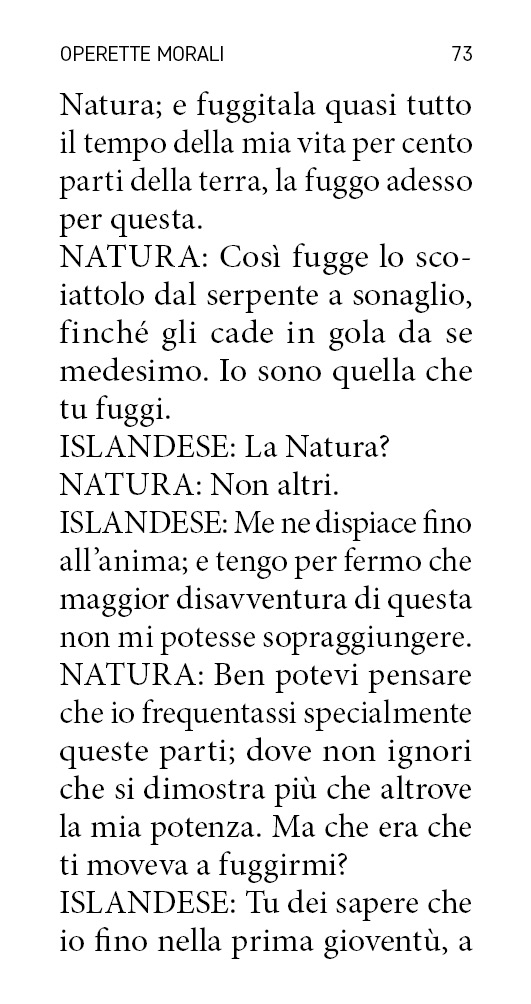 OPERETTE MORALI 73
Natura; e fuggitala quasi tutto
il tempo della mia vita per cento
parti della terra, la fuggo adesso
per questa.
NATURA: Così fugge lo sco-
iattolo dal serpente a sonaglio,
finché gli cade in gola da se
medesimo. Io sono quella che
tu fuggi.
ISLANDESE: La Natura?
NATURA: Non altri.
ISLANDESE: Me ne dispiace fino
all’anima; e tengo per fermo che
maggior disavventura di questa
non mi potesse sopraggiungere.
NATURA: Ben potevi pensare
che io frequentassi specialmente
queste parti; dove non ignori
che si dimostra più che altrove
la mia potenza. Ma che era che
ti moveva a fuggirmi?
ISLANDESE: Tu dei sapere che
io fino nella prima gioventù, a